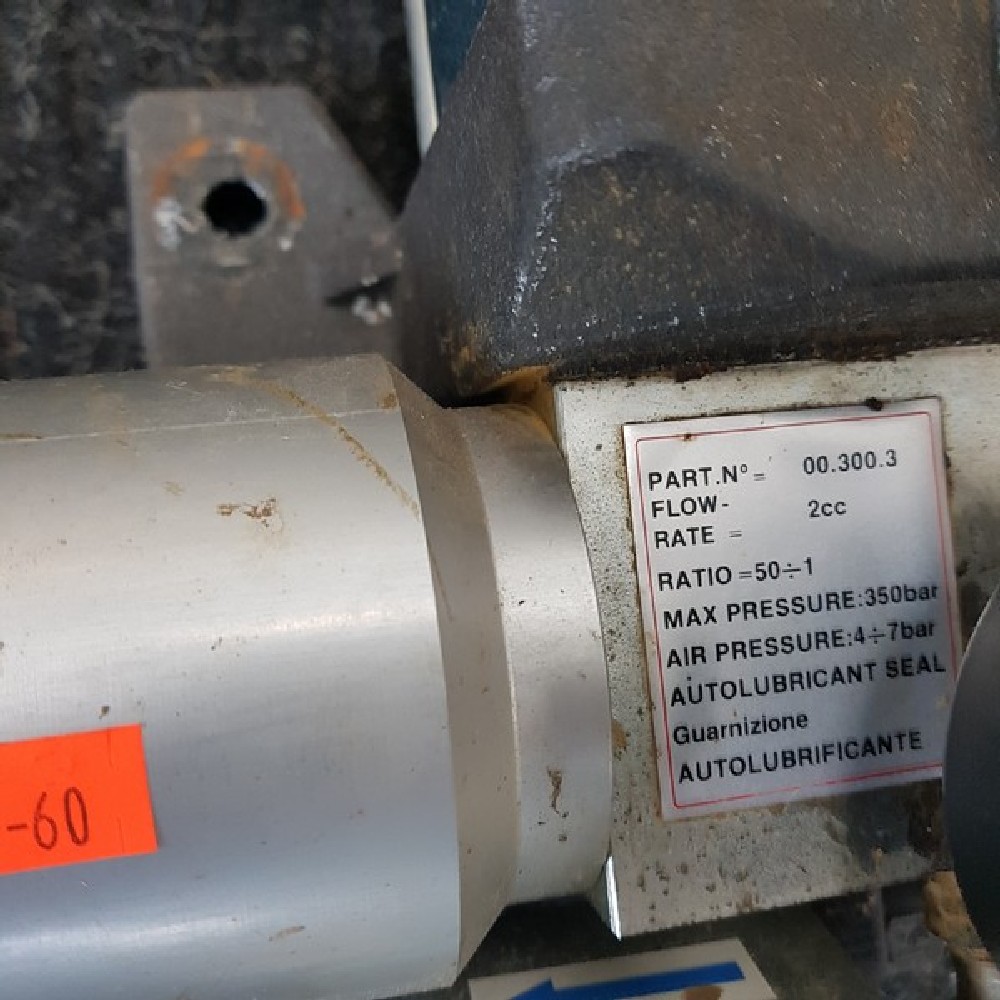 PART.Nº = 00.300.3
FLOW-
RATE = 2cc
RATIO =50÷1
MAX PRESSURE:350bar
AIR PRESSURE:4÷7bar
AUTOLUBRICANT SEAL
Guarnizione
AUTOLUBRIFICANTE
-60